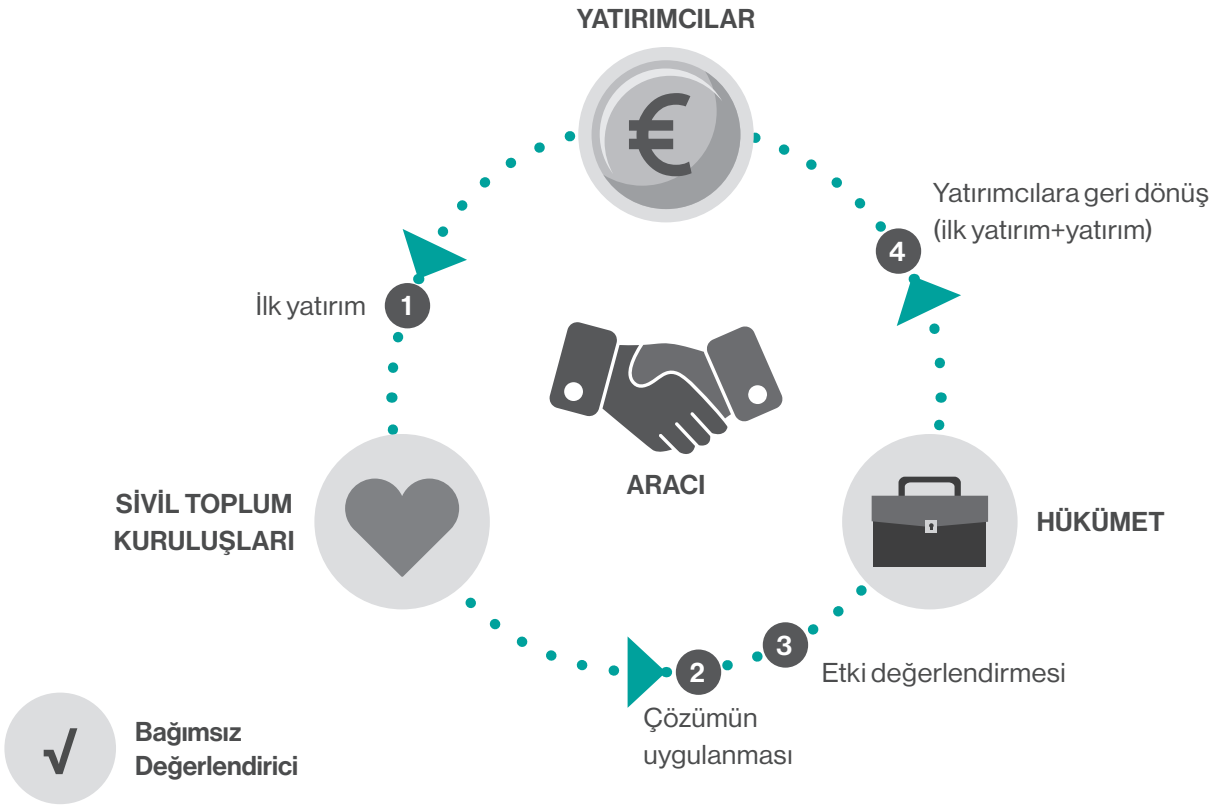 YATIRIMCILAR
€
Yatırımcılara geri dönüş
(ilk yatırım+yatırım)
4
İlk yatırım
1
ARACI
SİVİL TOPLUM
KURULUŞLARI
HÜKÜMET
3
Etki değerlendirmesi
2
Çözümün
uygulanması
√
Bağımsız
Değerlendirici